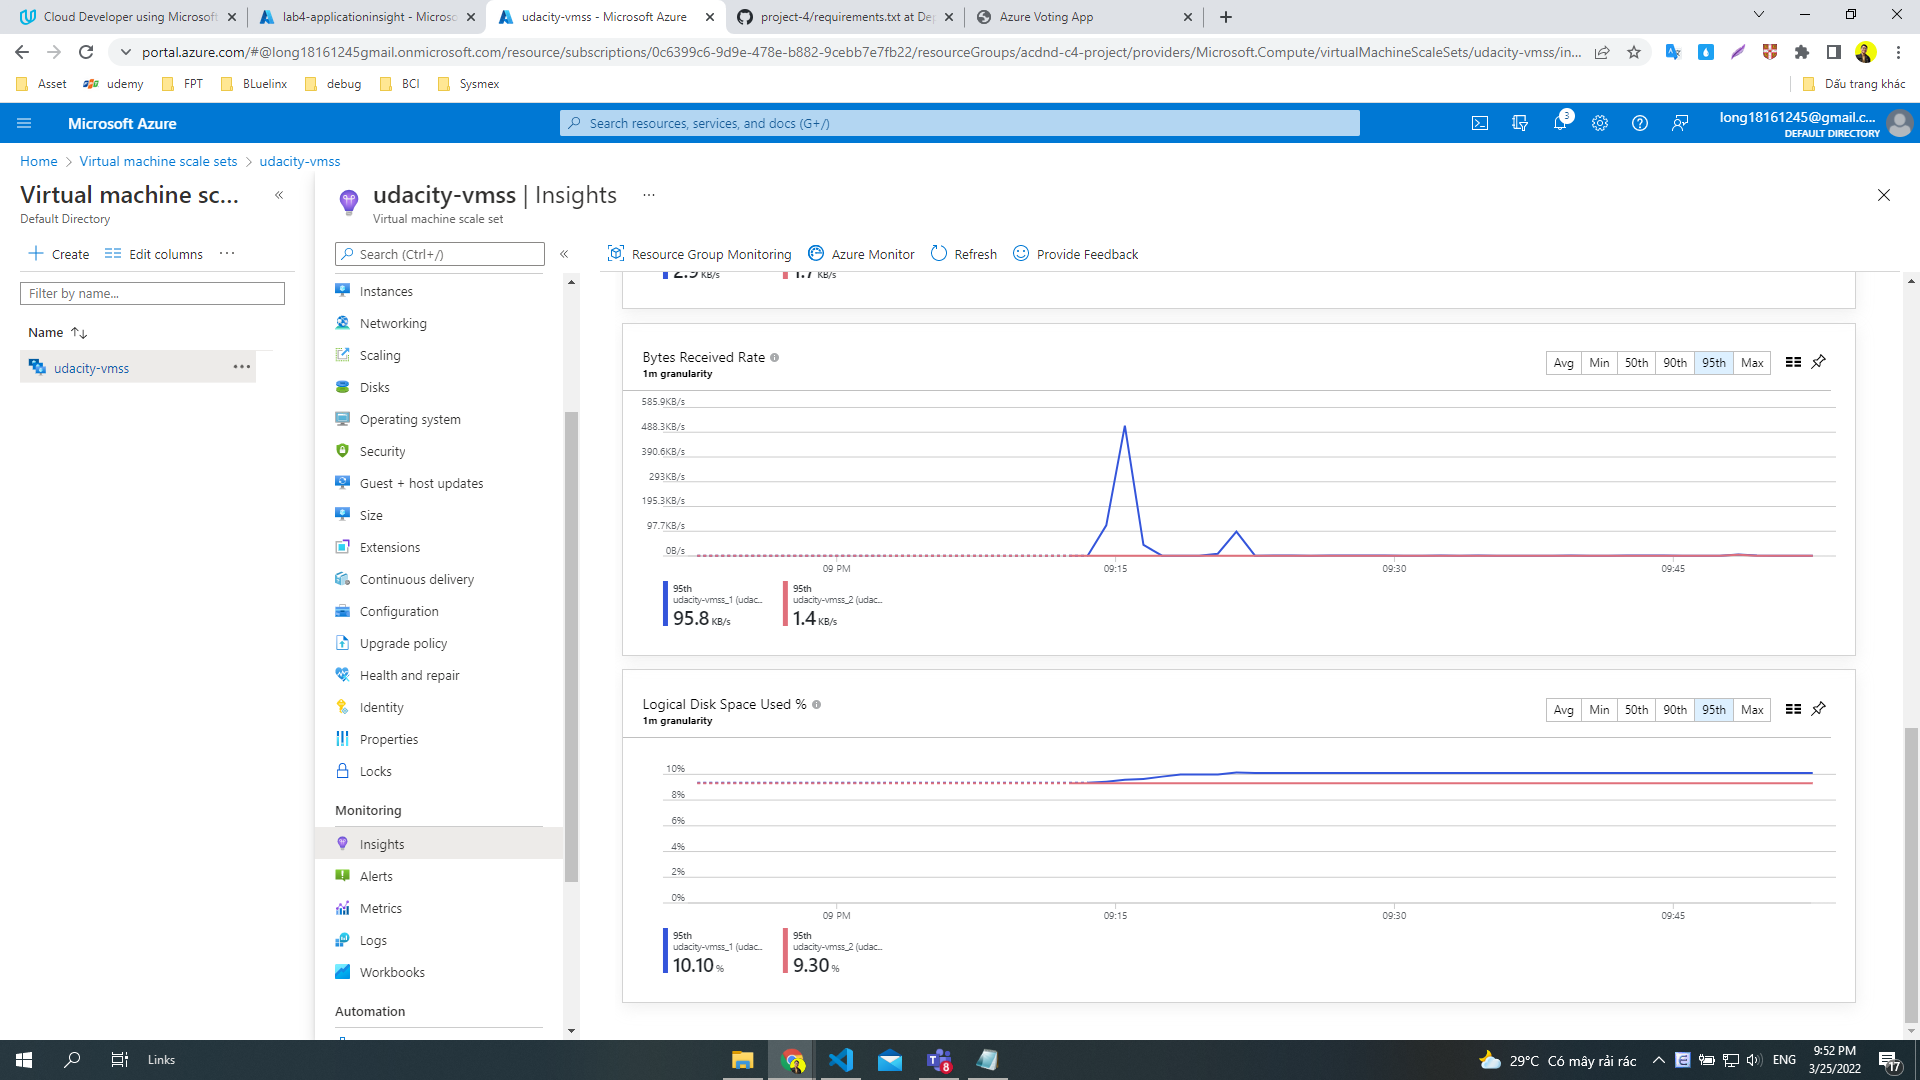 Cloud Developer using Microsoft
lab4-applicationinsight - Microso
udacity-vmss - Microsoft Azure
project-4/requirements.txt at Dep
Azure Voting App
portal.azure.com/#@long18161245gmail.onmicrosoft.com/resource/subscriptions/0c6399c6-9d9e-478e-b882-9cebb7e7fb22/resourceGroups/acdnd-c4-project/providers/Microsoft.Compute/virtualMachineScaleSets/udacity-vmss/in...
Asset
udemy
FPT
BLuelinx
debug
BCI
Sysmex
Dấu trang khác
Microsoft Azure
Search resources, services, and docs (G+/)
3
long18161245@gmail.c...
DEFAULT DIRECTORY
Home > Virtual machine scale sets > udacity-vmss
Virtual machine sc...
Default Directory
Create
Edit columns
Filter by name...
Name
udacity-vmss
udacity-vmss | Insights
Virtual machine scale set
Search (Ctrl+/)
Instances
Networking
Scaling
Disks
Operating system
Security
Guest + host updates
Size
Extensions
Continuous delivery
Configuration
Upgrade policy
Health and repair
Identity
Properties
Locks
Monitoring
Insights
Alerts
Metrics
Logs
Workbooks
Automation
Resource Group Monitoring
Azure Monitor
Refresh
Provide Feedback
2.9 KB/s
1.7 KB/s
Bytes Received Rate
1m granularity
Avg Min 50th 90th 95th Max
585.9KB/s
488.3KB/s
390.6KB/s
293KB/s
195.3KB/s
97.7KB/s
0B/s
09 PM 09:15 09:30 09:45
95th
udacity-vmss_1 (udac...
95.8 KB/s
95th
udacity-vmss_2 (udac...
1.4 KB/s
Logical Disk Space Used %
1m granularity
Avg Min 50th 90th 95th Max
10%
8%
6%
4%
2%
0%
09 PM 09:15 09:30 09:45
95th
udacity-vmss_1 (udac...
10.10 %
95th
udacity-vmss_2 (udac...
9.30 %
Links
8
29°C Có mây rải rác
ENG
9:52 PM
3/25/2022
17